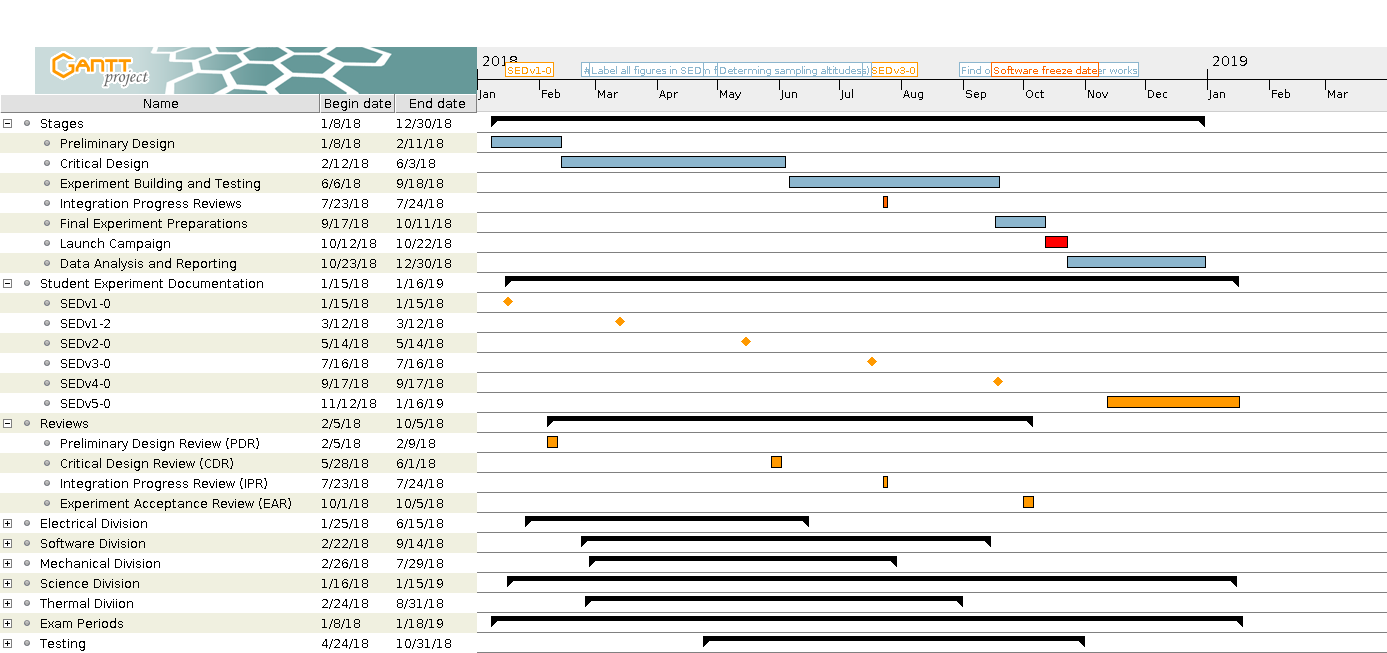 GANTT
project
2018
2019
SEDv1-0
#
Label all figures in SED
m f
Determing sampling altitudes
s)
SEDv3-0
Find o
Software freeze date
er works
Jan Feb Mar Apr May Jun Jul Aug Sep Oct Nov Dec Jan Feb Mar
Name Begin date End date
Stages 1/8/18 12/30/18
Preliminary Design 1/8/18 2/11/18
Critical Design 2/12/18 6/3/18
Experiment Building and Testing 6/6/18 9/18/18
Integration Progress Reviews 7/23/18 7/24/18
Final Experiment Preparations 9/17/18 10/11/18
Launch Campaign 10/12/18 10/22/18
Data Analysis and Reporting 10/23/18 12/30/18
Student Experiment Documentation 1/15/18 1/16/19
SEDv1-0 1/15/18 1/15/18
SEDv1-2 3/12/18 3/12/18
SEDv2-0 5/14/18 5/14/18
SEDv3-0 7/16/18 7/16/18
SEDv4-0 9/17/18 9/17/18
SEDv5-0 11/12/18 1/16/19
Reviews 2/5/18 10/5/18
Preliminary Design Review (PDR) 2/5/18 2/9/18
Critical Design Review (CDR) 5/28/18 6/1/18
Integration Progress Review (IPR) 7/23/18 7/24/18
Experiment Acceptance Review (EAR) 10/1/18 10/5/18
Electrical Division 1/25/18 6/15/18
Software Division 2/22/18 9/14/18
Mechanical Division 2/26/18 7/29/18
Science Division 1/16/18 1/15/19
Thermal Diviion 2/24/18 8/31/18
Exam Periods 1/8/18 1/18/19
Testing 4/24/18 10/31/18